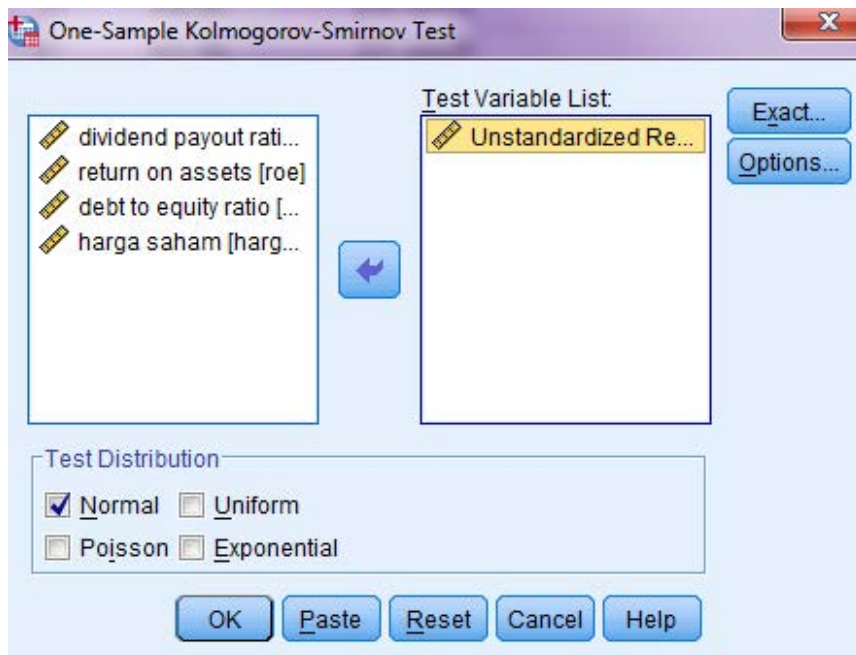 One-Sample Kolmogorov-Smirnov Test
X
dividend payout rati...
return on assets [roe]
debt to equity ratio [...
harga saham [harg...
Test Variable List:
Unstandardized Re...
Exact...
Options...
Test Distribution
Normal
Uniform
Poisson
Exponential
OK
Paste
Reset
Cancel
Help